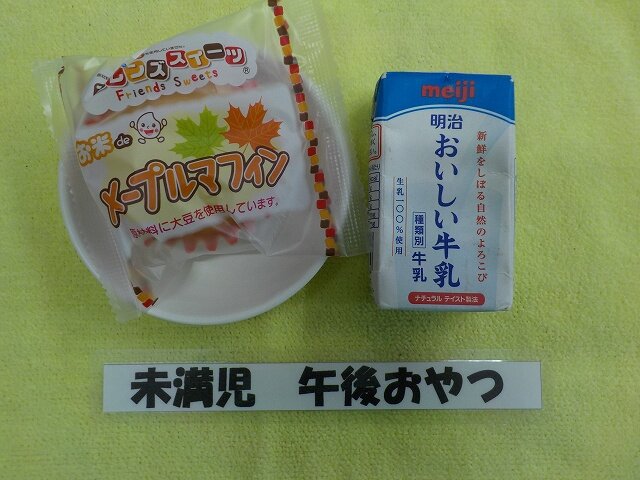 フレンズスイーツ
Friends Sweets
お米de
メープルマフィン
原材料に大豆を使用しています。
meiji
明治
おいしい牛乳
新鮮をしぼる自然のよろこび
生乳100%使用
種類別 牛乳
ナチュラル テイスト製法
未満児 午後おやつ